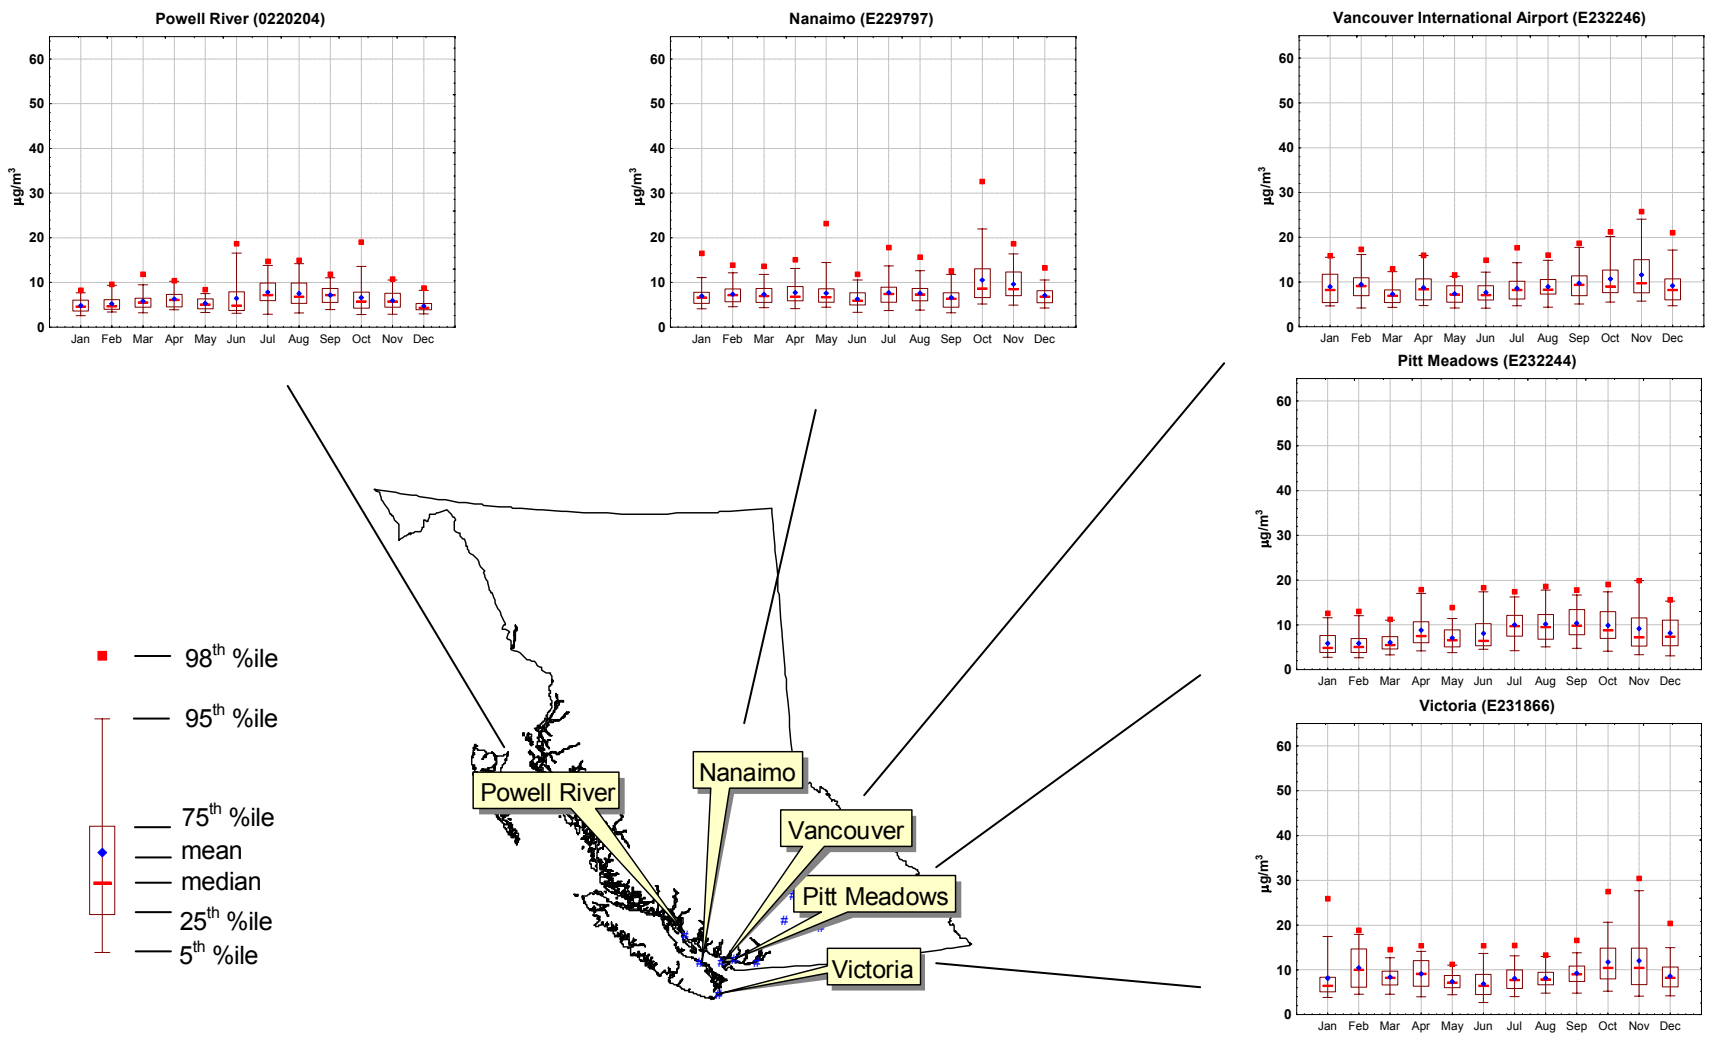 Powell River (0220204)
60
50
40
30
20
10
0
µg/m³
Jan Feb Mar Apr May Jun Jul Aug Sep Oct Nov Dec
Nanaimo (E229797)
60
50
40
30
20
10
0
Jan Feb Mar Apr May Jun Jul Aug Sep Oct Nov Dec
Vancouver International Airport (E232246)
60
50
40
30
20
10
0
µg/m³
Jan Feb Mar Apr May Jun Jul Aug Sep Oct Nov Dec
Pitt Meadows (E232244)
60
50
40
30
20
10
0
µg/m³
Jan Feb Mar Apr May Jun Jul Aug Sep Oct Nov Dec
Victoria (E231866)
60
50
40
30
20
10
0
µg/m³
Jan Feb Mar Apr May Jun Jul Aug Sep Oct Nov Dec
98th %ile
95th %ile
75th %ile
mean
median
25th %ile
5th %ile
Powell River
Nanaimo
Vancouver
Pitt Meadows
Victoria